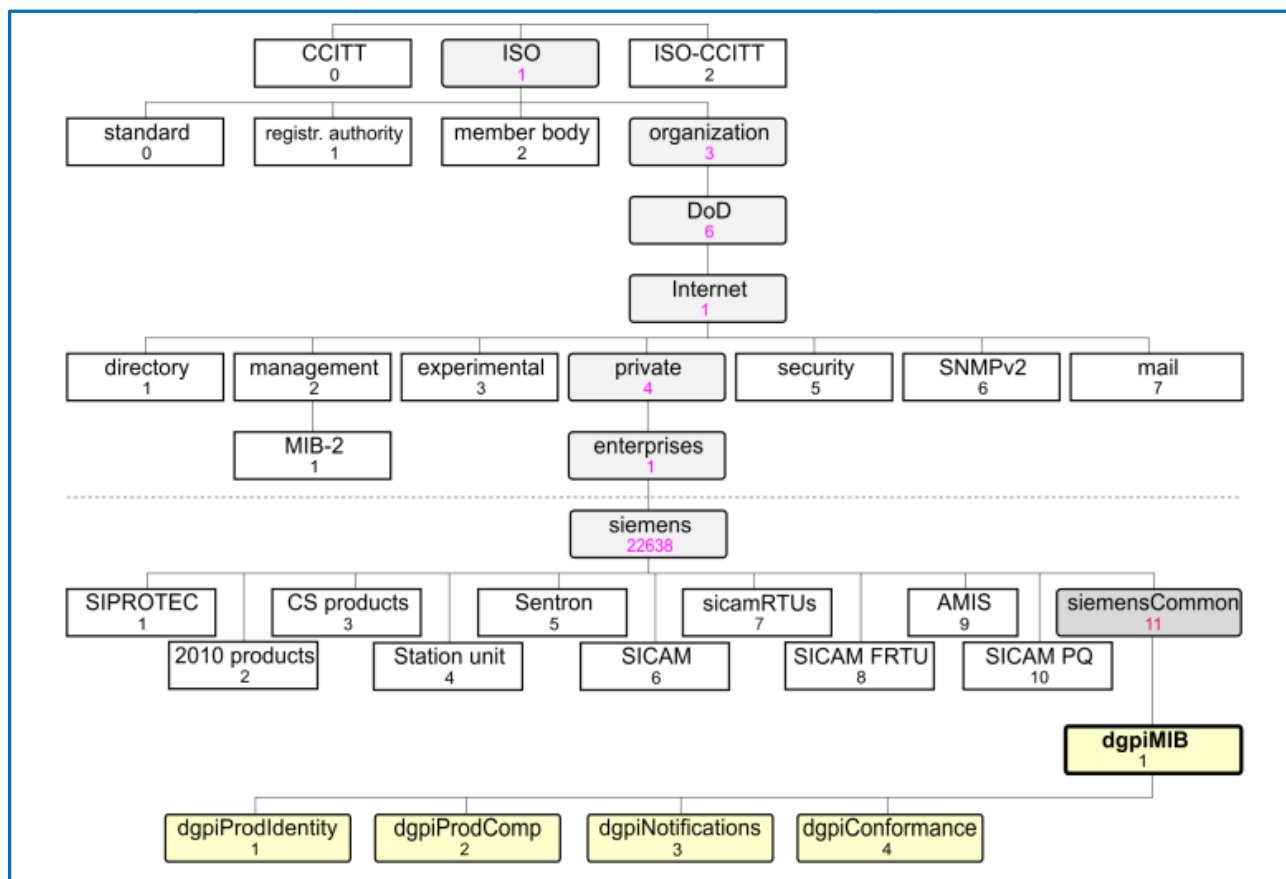 CCITT
0
ISO
1
ISO-CCITT
2
standard
0
registr. authority
1
member body
2
organization
3
DoD
6
Internet
1
directory
1
management
2
experimental
3
private
4
security
5
SNMPv2
6
mail
7
MIB-2
1
enterprises
1
siemens
22638
SIPROTEC
1
2010 products
2
CS products
3
Station unit
4
Sentron
5
SICAM
6
sicamRTUs
7
SICAM FRTU
8
AMIS
9
SICAM PQ
10
siemensCommon
11
dgpiMIB
1
dgpiProdIdentity
1
dgpiProdComp
2
dgpiNotifications
3
dgpiConformance
4